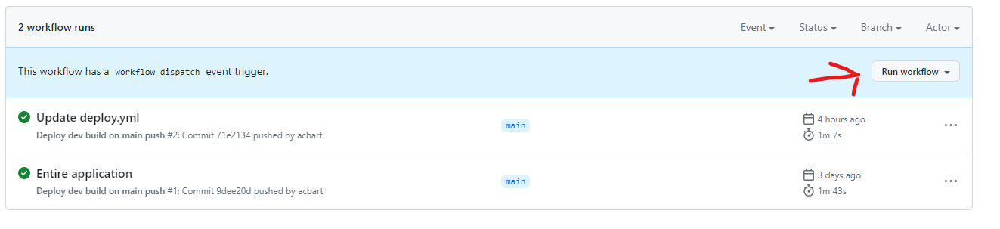 2 workflow runs Event Status Branch Actor
This workflow has a workflow_dispatch event trigger. Run workflow
Update deploy.yml main 4 hours ago
Deploy dev build on main push #2: Commit 71e2134 pushed by acbart 1m 7s
Entire application main 3 days ago
Deploy dev build on main push #1: Commit 9dee20d pushed by acbart 1m 43s